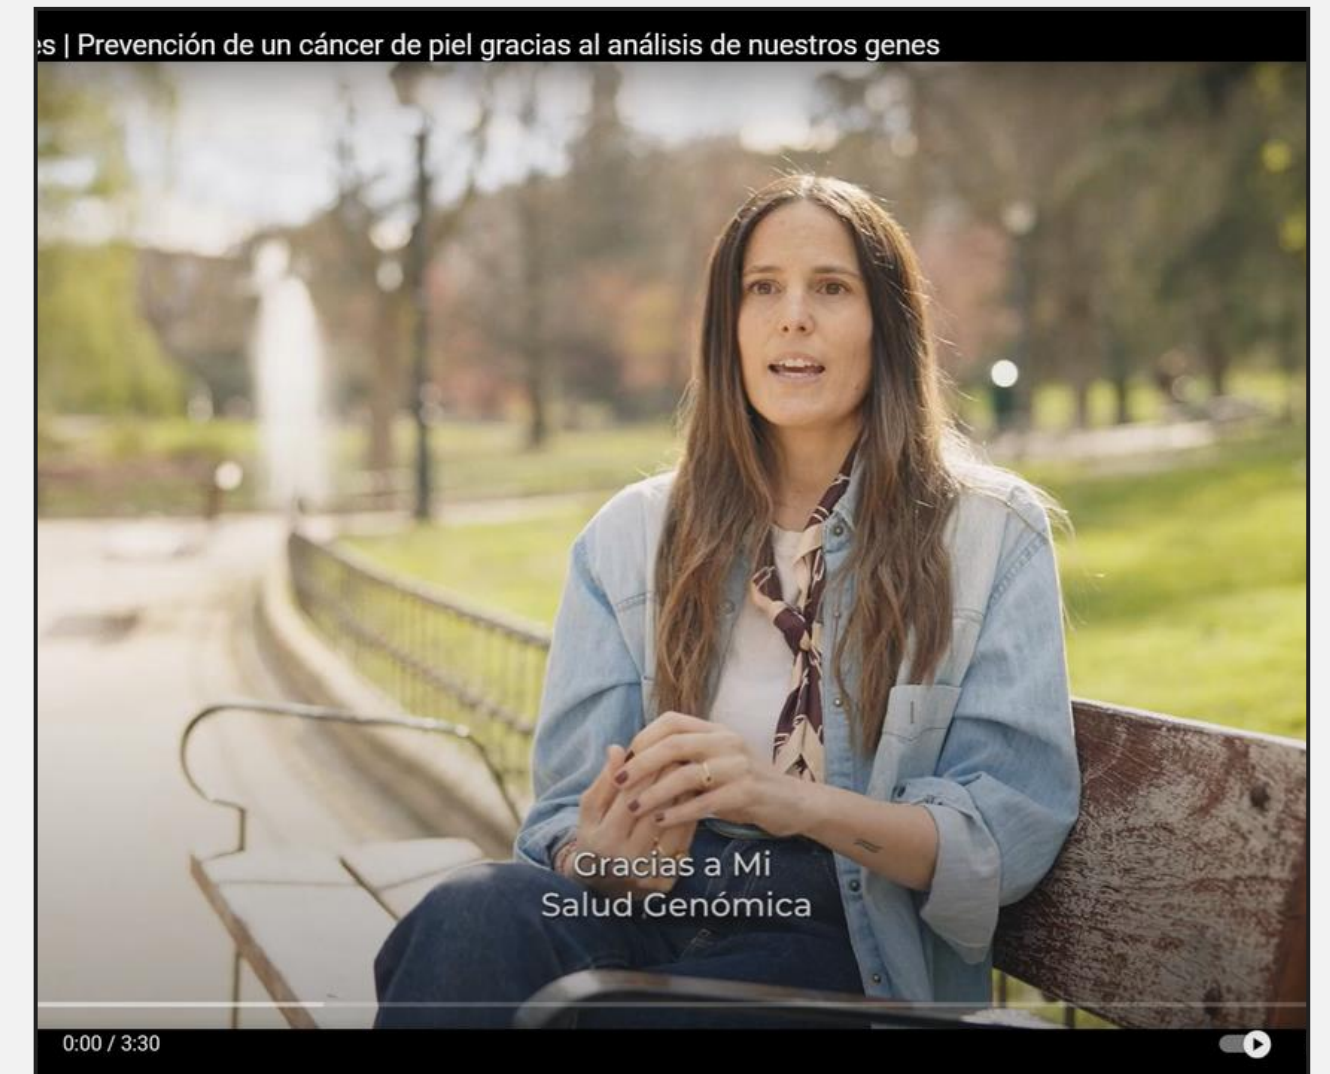 es | Prevención de un cáncer de piel gracias al análisis de nuestros genes
Gracias a Mi
Salud Genómica
0:00 / 3:30